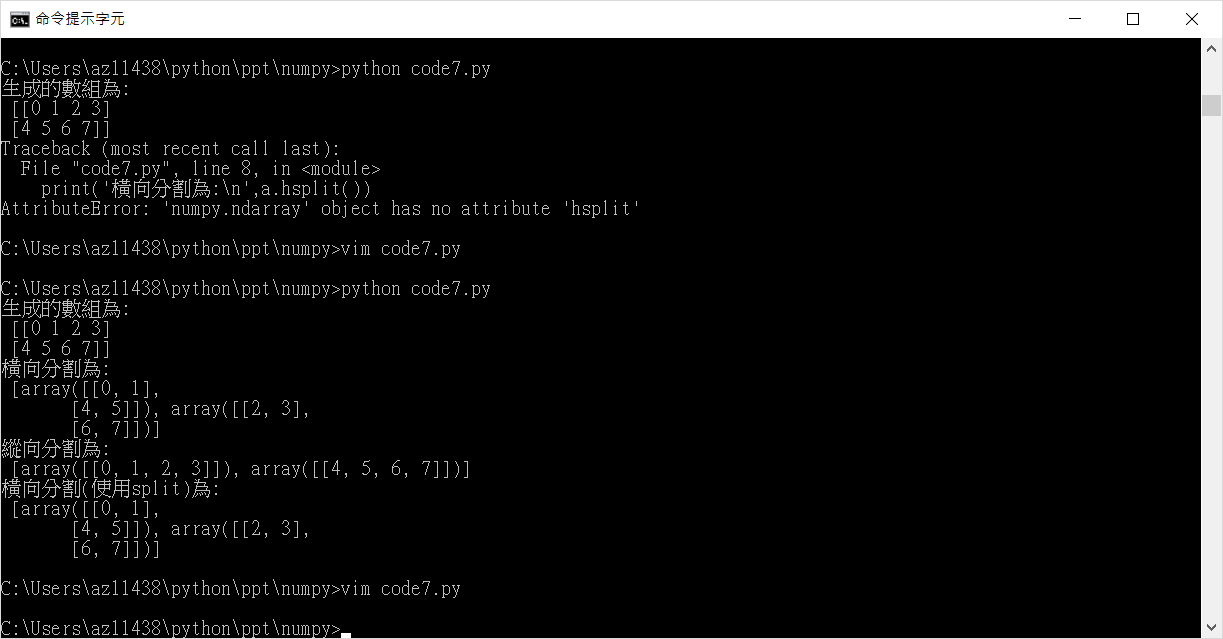 命令提示字元
C:\Users\az11438\python\ppt\numpy>python code7.py
生成的數組為:
 [[0 1 2 3]
 [4 5 6 7]]
Traceback (most recent call last):
  File "code7.py", line 8, in <module>
    print('橫向分割為:\n',a.hsplit())
AttributeError: 'numpy.ndarray' object has no attribute 'hsplit'
C:\Users\az11438\python\ppt\numpy>vim code7.py
C:\Users\az11438\python\ppt\numpy>python code7.py
生成的數組為:
 [[0 1 2 3]
 [4 5 6 7]]
橫向分割為:
 [array([[0, 1],
       [4, 5]]), array([[2, 3],
       [6, 7]])]
縱向分割為:
 [array([[0, 1, 2, 3]]), array([[4, 5, 6, 7]])]
橫向分割(使用split)為:
 [array([[0, 1],
       [4, 5]]), array([[2, 3],
       [6, 7]])]
C:\Users\az11438\python\ppt\numpy>vim code7.py
C:\Users\az11438\python\ppt\numpy>